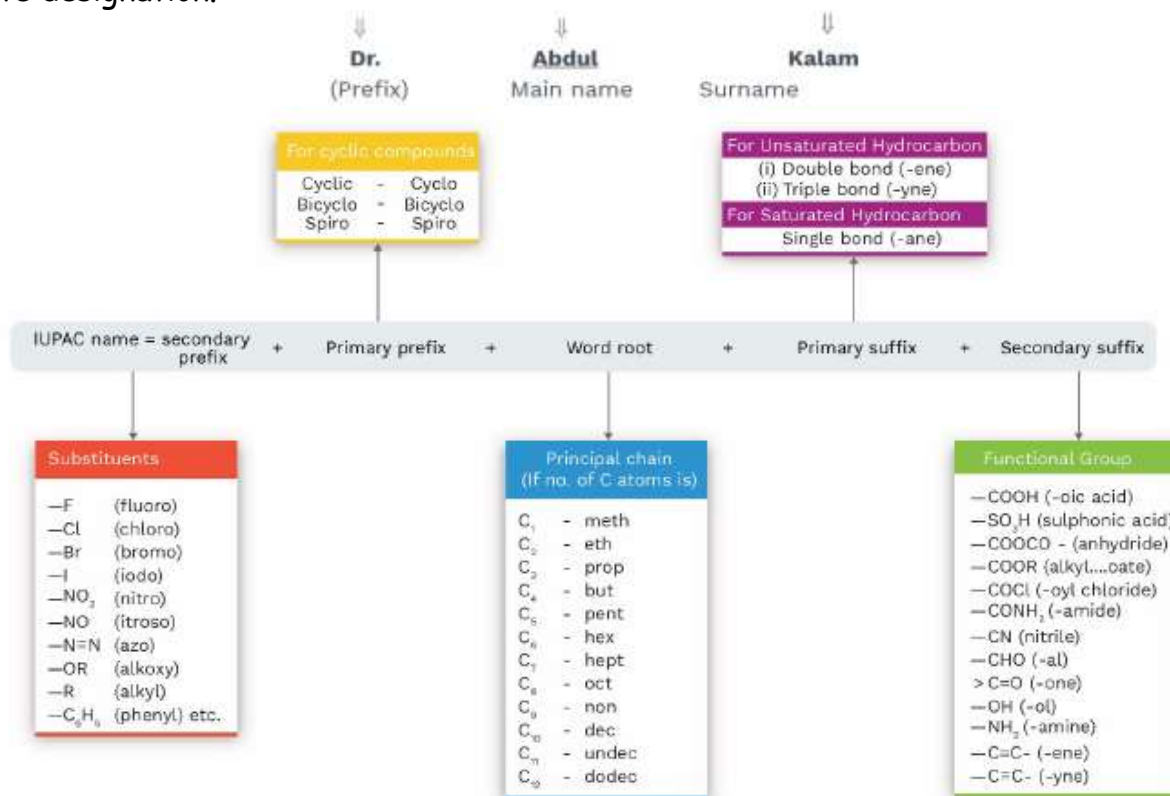 re designation.
⇓ ⇓ ⇓
Dr. Abdul Kalam
(Prefix) Main name Surname
For cyclic compounds
Cyclic - Cyclo
Bicyclo - Bicyclo
Spiro - Spiro
For Unsaturated Hydrocarbon
(i) Double bond (-ene)
(ii) Triple bond (-yne)
For Saturated Hydrocarbon
Single bond (-ane)
IUPAC name = secondary prefix + Primary prefix + Word root + Primary suffix + Secondary suffix
Substituents
—F (fluoro)
—Cl (chloro)
—Br (bromo)
—I (iodo)
—NO₂ (nitro)
—NO (itroso)
—N=N (azo)
—OR (alkoxy)
—R (alkyl)
—C₆H₅ (phenyl) etc.
Principal chain
(If no. of C atoms is)
C₁ - meth
C₂ - eth
C₃ - prop
C₄ - but
C₅ - pent
C₆ - hex
C₇ - hept
C₈ - oct
C₉ - non
C₁₀ - dec
C₁₁ - undec
C₁₂ - dodec
Functional Group
—COOH (-oic acid)
—SO₃H (sulphonic acid)
—COOCO - (anhydride)
—COOR (alkyl....oate)
—COCl (-oyl chloride)
—CONH₂ (-amide)
—CN (nitrile)
—CHO (-al)
>C=O (-one)
—OH (-ol)
—NH₂ (-amine)
—C=C- (-ene)
—C≡C- (-yne)